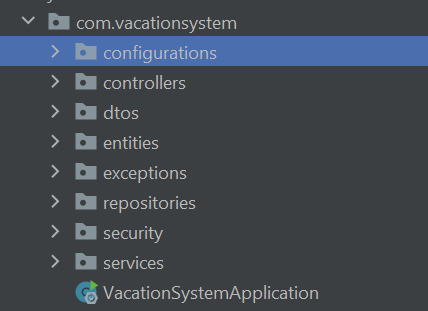 com.vacationsystem
configurations
controllers
dtos
entities
exceptions
repositories
security
services
VacationSystemApplication